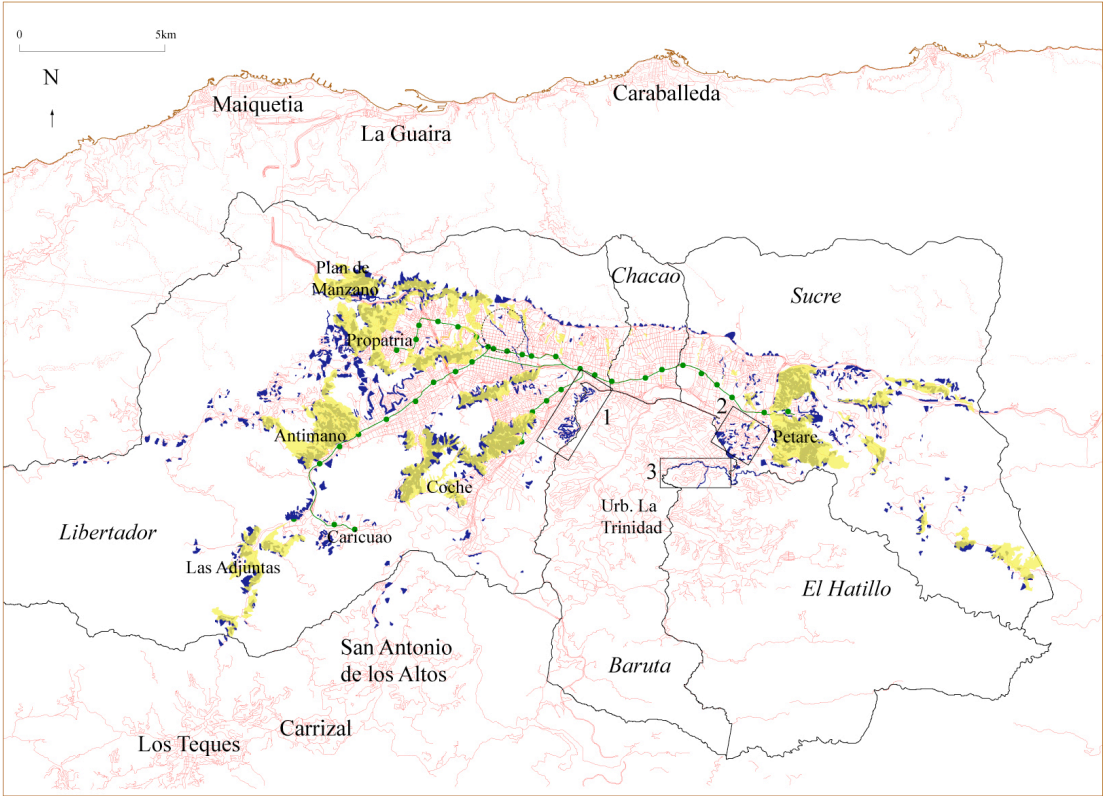 0
5km
N
Maiquetia
La Guaira
Caraballeda
Plan de
Manzano
Chacao
Sucre
Propatria
1
2
Antimano
Petare
3
Coche
Urb. La
Trinidad
Libertador
Caricuao
Las Adjuntas
El Hatillo
San Antonio
de los Altos
Baruta
Carrizal
Los Teques